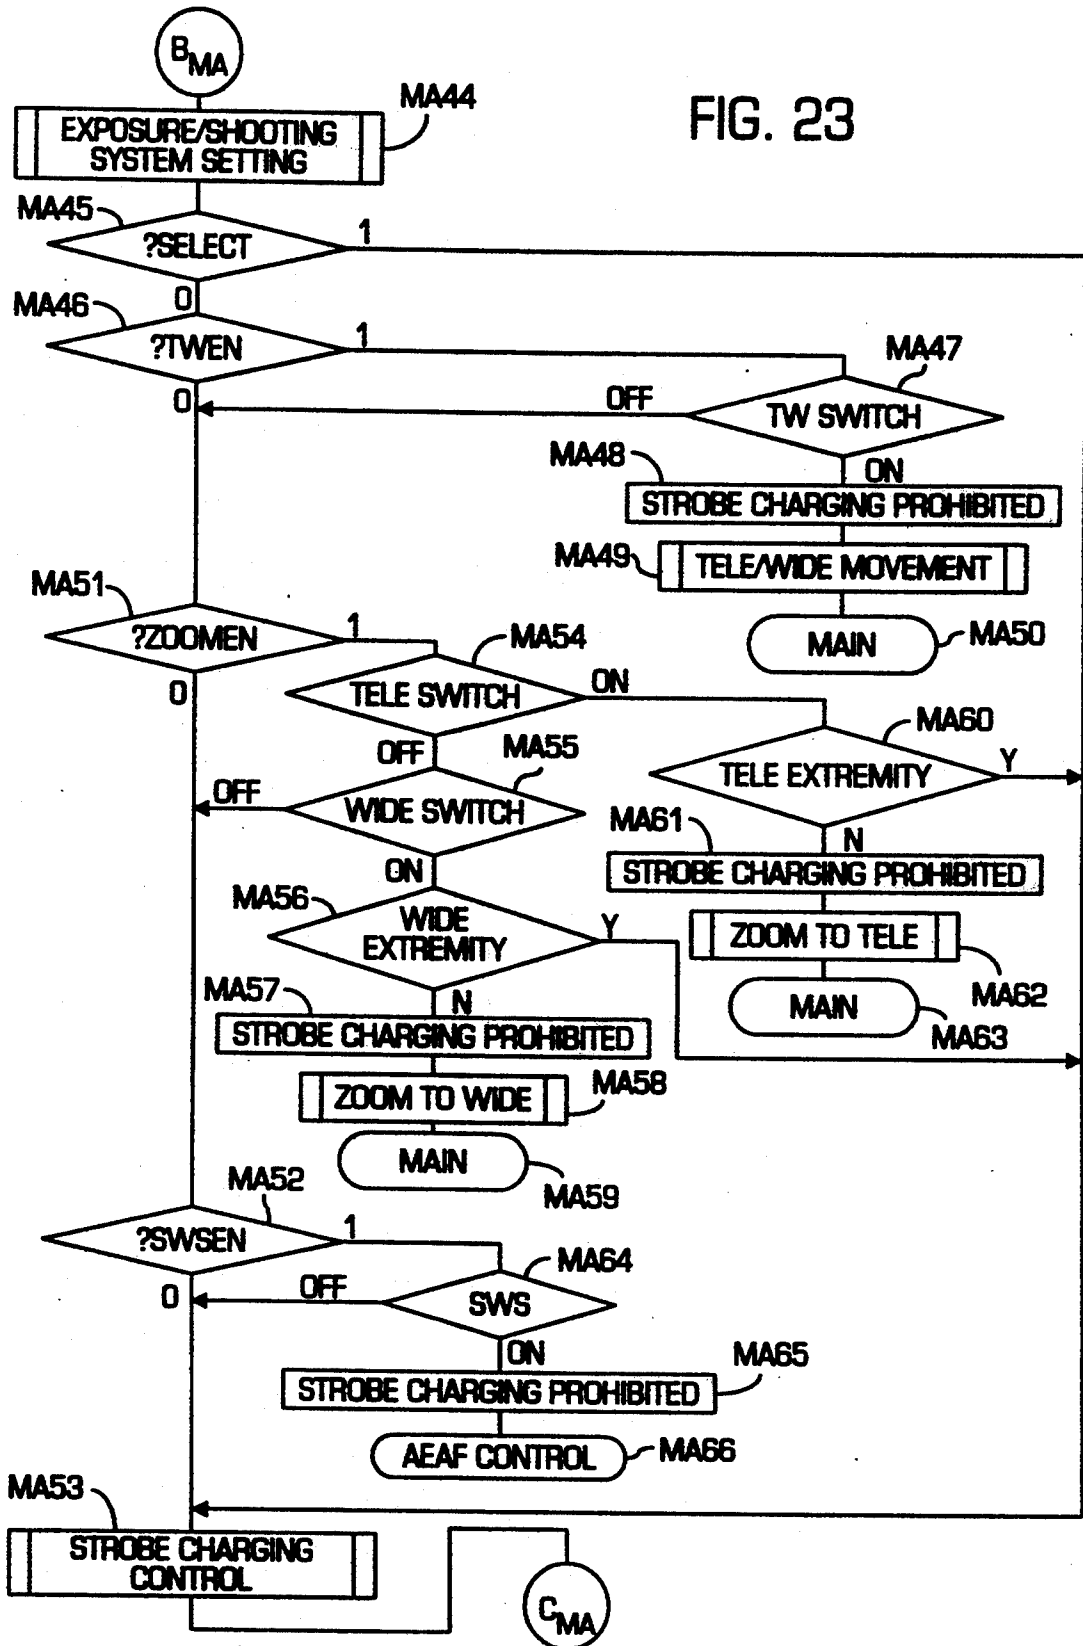 B MA
FIG. 23
MA44
EXPOSURE/SHOOTING
SYSTEM SETTING
MA45
?SELECT
1
0
MA46
?TWEN
1
0
MA47
TW SWITCH
OFF
ON
MA48
STROBE CHARGING PROHIBITED
MA49
TELE/WIDE MOVEMENT
MAIN
MA50
MA51
?ZOOMEN
1
0
MA54
TELE SWITCH
ON
OFF
MA60
TELE EXTREMITY
Y
N
MA55
WIDE SWITCH
OFF
ON
MA61
STROBE CHARGING PROHIBITED
ZOOM TO TELE
MA62
MAIN
MA63
MA56
WIDE
EXTREMITY
Y
N
MA57
STROBE CHARGING PROHIBITED
ZOOM TO WIDE
MA58
MAIN
MA59
MA52
?SWSEN
1
0
MA64
SWS
OFF
ON
MA65
STROBE CHARGING PROHIBITED
AEAF CONTROL
MA66
MA53
STROBE CHARGING
CONTROL
C MA